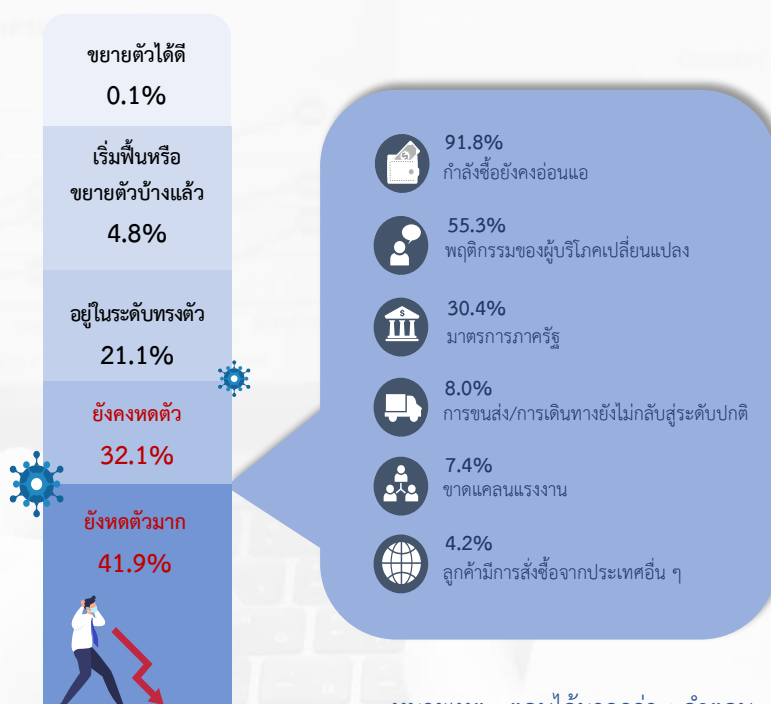 ขยายตัวได้ดี
0.1%
เริ่มฟื้นหรือ
ขยายตัวบ้างแล้ว
4.8%
อยู่ในระดับทรงตัว
21.1%
ยังคงหดตัว
32.1%
ยังหดตัวมาก
41.9%
91.8%
กำลังซื้อยังคงอ่อนแอ
55.3%
พฤติกรรมของผู้บริโภคเปลี่ยนแปลง
30.4%
มาตรการภาครัฐ
8.0%
การขนส่ง/การเดินทางยังไม่กลับสู่ระดับปกติ
7.4%
ขาดแคลนแรงงาน
4.2%
ลูกค้ามีการสั่งซื้อจากประเทศอื่น ๆ